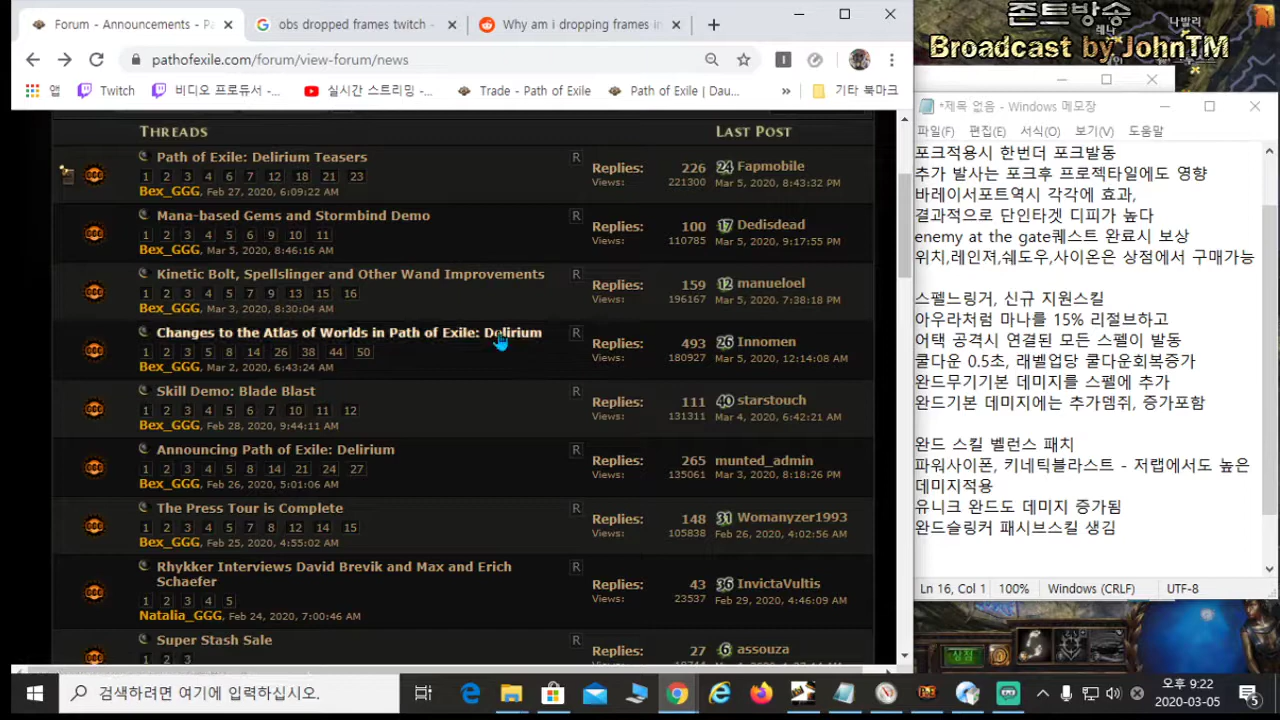 Forum - Announcements - Pa
obs dropped frames twitch -
Why am i dropping frames in
pathofexile.com/forum/view-forum/news
앱
Twitch
비디오 프로듀서 -...
실시간 스트리밍 -...
Trade - Path of Exile
Path of Exile | Dau...
»
기타 북마크
THREADS
LAST POST
Path of Exile: Delirium Teasers
R
1 2 3 4 6 7 12 18 21 23
Bex_GGG, Feb 27, 2020, 6:09:22 AM
Replies: 226
Views: 221300
24 Fapmobile
Mar 5, 2020, 8:43:32 PM
Mana-based Gems and Stormbind Demo
R
1 2 3 4 5 6 9 10 11
Bex_GGG, Mar 5, 2020, 8:46:16 AM
Replies: 100
Views: 110785
17 Dedisdead
Mar 5, 2020, 9:17:55 PM
Kinetic Bolt, Spellslinger and Other Wand Improvements
R
1 2 3 4 5 7 9 13 15 16
Bex_GGG, Mar 3, 2020, 8:30:04 AM
Replies: 159
Views: 196167
12 manueloel
Mar 5, 2020, 7:38:18 PM
Changes to the Atlas of Worlds in Path of Exile: Delirium
R
1 2 3 5 8 14 26 38 44 50
Bex_GGG, Mar 2, 2020, 6:43:24 AM
Replies: 493
Views: 180927
26 Innomen
Mar 5, 2020, 12:14:08 AM
Skill Demo: Blade Blast
R
1 2 3 4 5 6 7 10 11 12
Bex_GGG, Feb 28, 2020, 9:44:11 AM
Replies: 111
Views: 131311
40 starstouch
Mar 4, 2020, 6:42:21 AM
Announcing Path of Exile: Delirium
R
1 2 3 4 5 8 14 21 24 27
Bex_GGG, Feb 26, 2020, 5:01:06 AM
Replies: 265
Views: 135061
munted_admin
Mar 3, 2020, 8:18:26 PM
The Press Tour is Complete
R
1 2 3 4 5 7 8 12 14 15
Bex_GGG, Feb 25, 2020, 4:55:02 AM
Replies: 148
Views: 105838
31 Womanyzer1993
Feb 26, 2020, 4:02:56 AM
Rhykker Interviews David Brevik and Max and Erich
Schaefer
R
1 2 3 4 5
Natalia_GGG, Feb 24, 2020, 7:00:46 AM
Replies: 43
Views: 23537
36 InvictaVultis
Feb 29, 2020, 4:46:09 AM
Super Stash Sale
R
1 2 3
Replies: 27
6 assouza
존트방송
Broadcast by JohnTM
레나
나발리
*제목 없음 - Windows 메모장
파일(F) 편집(E) 서식(O) 보기(V) 도움말
포크적용시 한번더 포크발동
추가 발사는 포크후 프로젝타일에도 영향
바레이서포트역시 각각에 효과,
결과적으로 단인타겟 디피가 높다
enemy at the gate퀘스트 완료시 보상
위치,레인져,쉐도우,사이온은 상점에서 구매가능
스펠느링거, 신규 지원스킬
아우라처럼 마나를 15% 리절브하고
어택 공격시 연결된 모든 스펠이 발동
쿨다운 0.5초, 래벨업당 쿨다운회복증가
완드무기기본 데미지를 스펠에 추가
완드기본 데미지에는 추가뎀쥐, 증가포함
완드 스킬 벨런스 패치
파워사이폰, 키네틱블라스트 - 저랩에서도 높은
데미지적용
유니크 완드도 데미지 증가됨
완드슬링커 패시브스킬 생김
Ln 16, Col 1
100%
Windows (CRLF)
UTF-8
상점
검색하려면 여기에 입력하십시오.
오후 9:22
2020-03-05
5